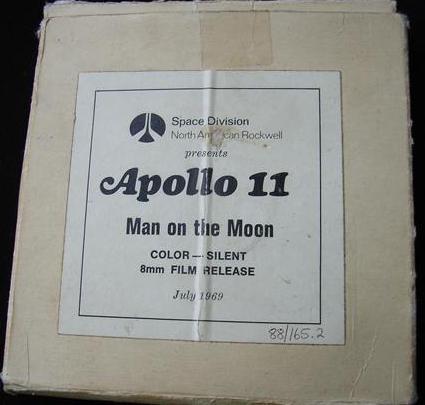 Space Division
North American Rockwell
presents
Apollo 11
Man on the Moon
COLOR — SILENT
8mm FILM RELEASE
July 1969
88/165.2